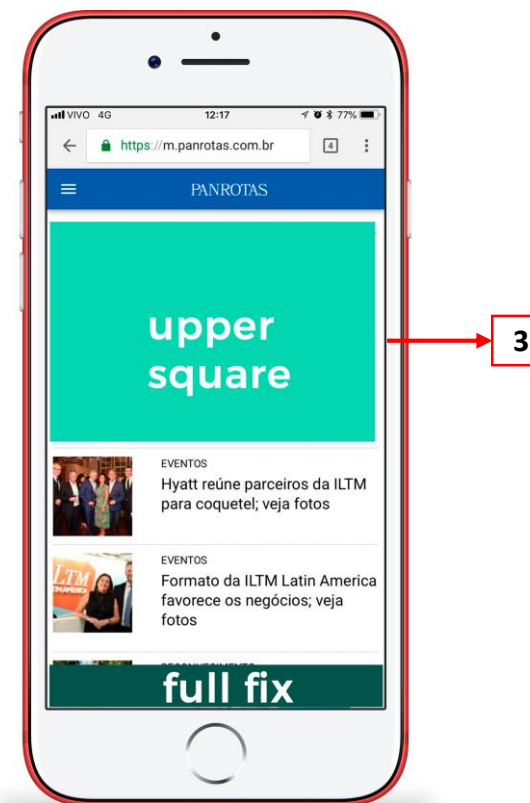 VIVO 4G 12:17 77%
https://m.panrotas.com.br 4
PANROTAS
upper
square
3
EVENTOS
Hyatt reúne parceiros da ILTM
para coquetel; veja fotos
EVENTOS
Formato da ILTM Latin America
favorece os negócios; veja
fotos
full fix